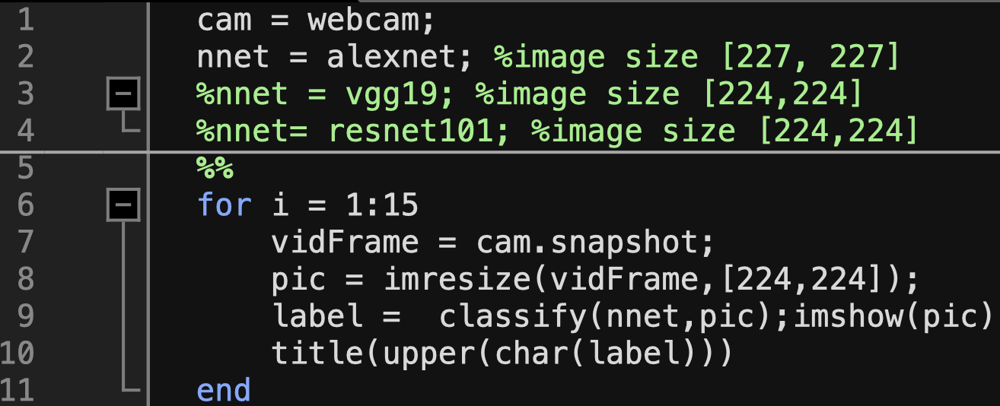 1 cam = webcam;
2 nnet = alexnet; %image size [227, 227]
3 %nnet = vgg19; %image size [224,224]
4 %nnet= resnet101; %image size [224,224]
5 %%
6 for i = 1:15
7 vidFrame = cam.snapshot;
8 pic = imresize(vidFrame,[224,224]);
9 label =  classify(nnet,pic);imshow(pic)
10 title(upper(char(label)))
11 end